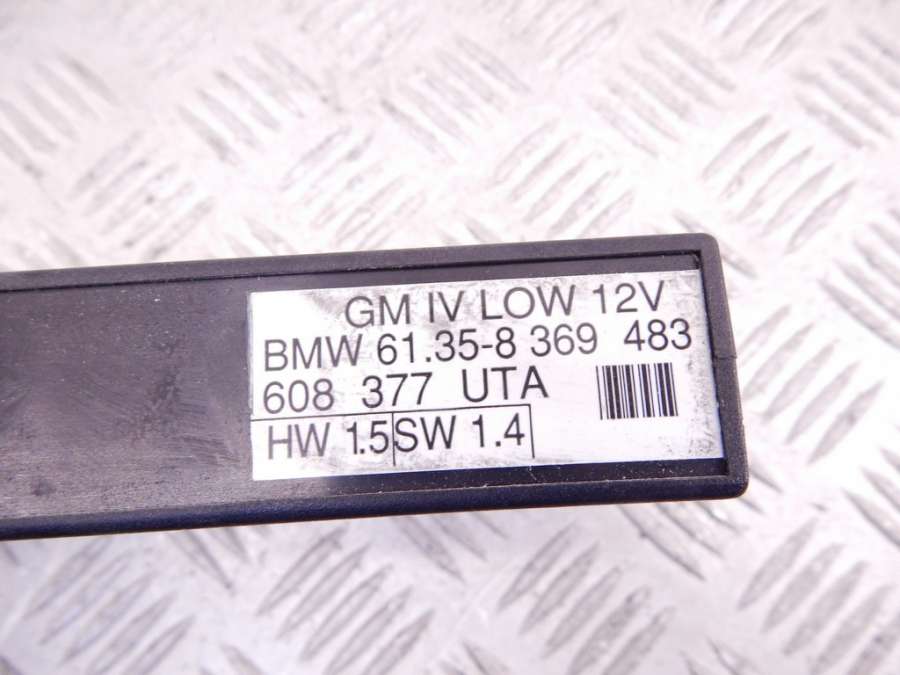 GM IV LOW 12V
BMW 61.35-8 369 483
608 377 UTA
HW 1.5 SW 1.4